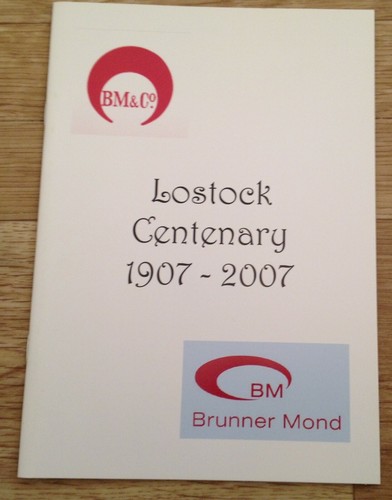 BM&Cº
Lostock
Centenary
1907 - 2007
BM
Brunner Mond